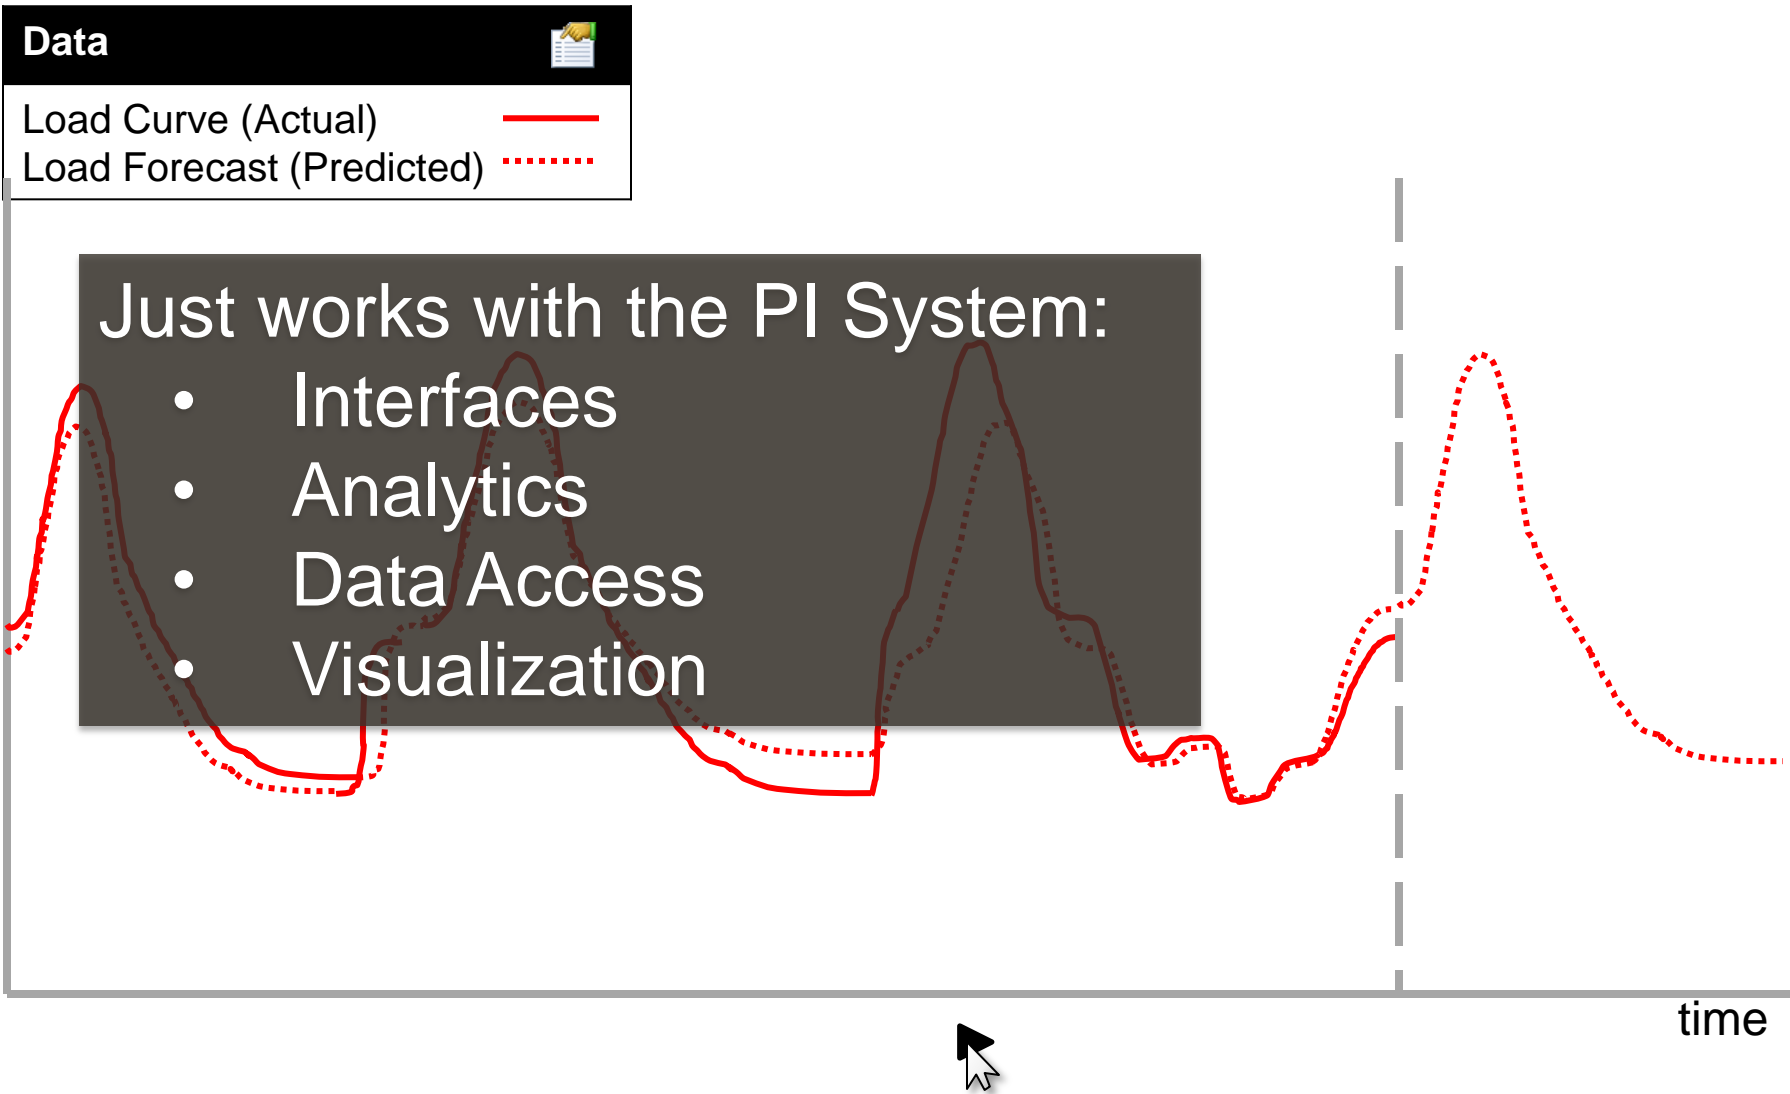 Data
Load Curve (Actual)
Load Forecast (Predicted)
Just works with the PI System:
• Interfaces
• Analytics
• Data Access
• Visualization
time